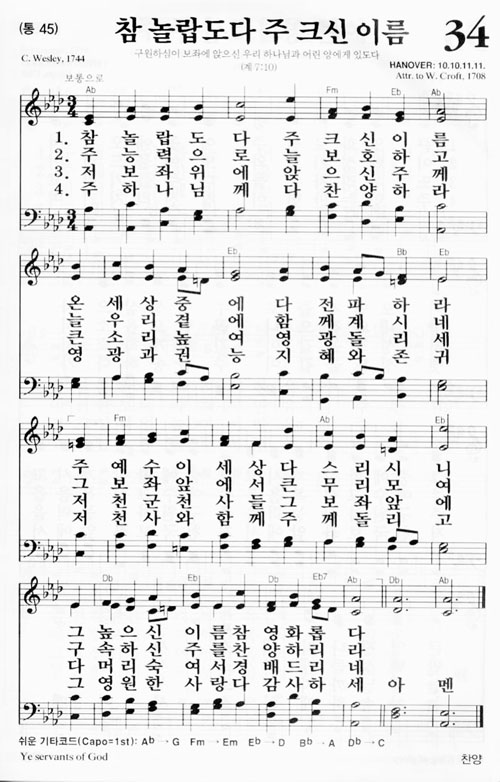 (통 45)
참 놀랍도다 주 크신 이름
34
구원하심이 보좌에 앉으신 우리 하나님과 어린 양에게 있도다
(계 7:10)
C. Wesley, 1744
HANOVER: 10.10.11.11.
Attr. to W. Croft, 1708
보통으로
Ab Fm Eb
1. 참 놀 랍 도 다 주 크 신 이 름
2. 주 능 력 으 로 늘 보 호 하 고
3. 저 보 좌 위 에 앉 으 신 주 께
4. 주 하 나 님 께 다 찬 양 하 라
Eb Bb Eb
온 세 상 중 에 다 전 파 하 라
늘 우 리 곁 에 함 께 계 시 네
큰 소 리 높 여 영 광 돌 리 세
영 광 과 권 능 지 혜 와 존 귀
Fm Ab Eb
주 예 수 이 세 상 다 스 리 시 니
그 보 좌 앞 에 서 큰 무 리 모 여
저 천 군 천 사 들 그 보 좌 앞 에
저 천 사 와 함 께 주 께 돌 리 고
Db Eb Db Eb7 Ab Db Ab
그 높 으 신 이 름 참 영 화 롭 다
구 속 하 신 주 를 찬 양 하 리 라
다 머 리 숙 여 서 경 배 드 리 네
그 영 원 한 사 랑 다 감 사 하 세 아 멘
쉬운 기타코드(Capo=1st): Ab → G Fm → Em Eb → D Bb → A Db → C
Ye servants of God
찬양